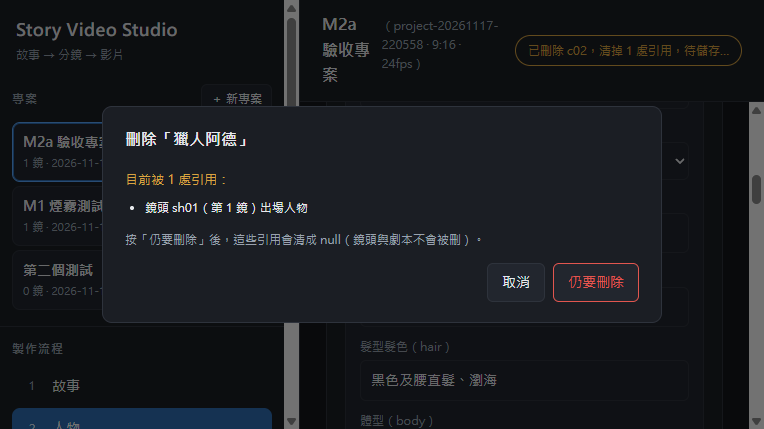 Story Video Studio
故事 → 分鏡 → 影片
專案
+ 新專案
M2a 驗收專案
1 鏡 · 2026-11-1
M1 煙霧測試
1 鏡 · 2026-11-1
第二個測試
0 鏡 · 2026-11-1
製作流程
1 故事
2 人物
M2a
驗收專
案
(project-20261117-
220558 · 9:16 ·
24fps)
已刪除 c02，清掉 1 處引用，待儲存…
刪除「獵人阿德」
目前被 1 處引用：
• 鏡頭 sh01（第 1 鏡）出場人物
按「仍要刪除」後，這些引用會清成 null（鏡頭與劇本不會被刪）。
取消
仍要刪除
髮型髮色（hair）
黑色及腰直髮、瀏海
體型（body）